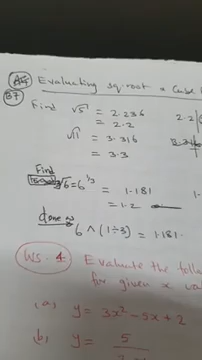 A4 Evaluating sq root & Cube
B7
Find √5 = 2.236
= 2.2
√11 = 3.316
= 3.3
Find
∛6 = 6^1/3
= 1.181
= 1.2
done as
6 ^ (1÷3) = 1.181.
WS. 4. Evaluate the
for given x
(a) y = 3x² - 5x + 2
(b) y = 5